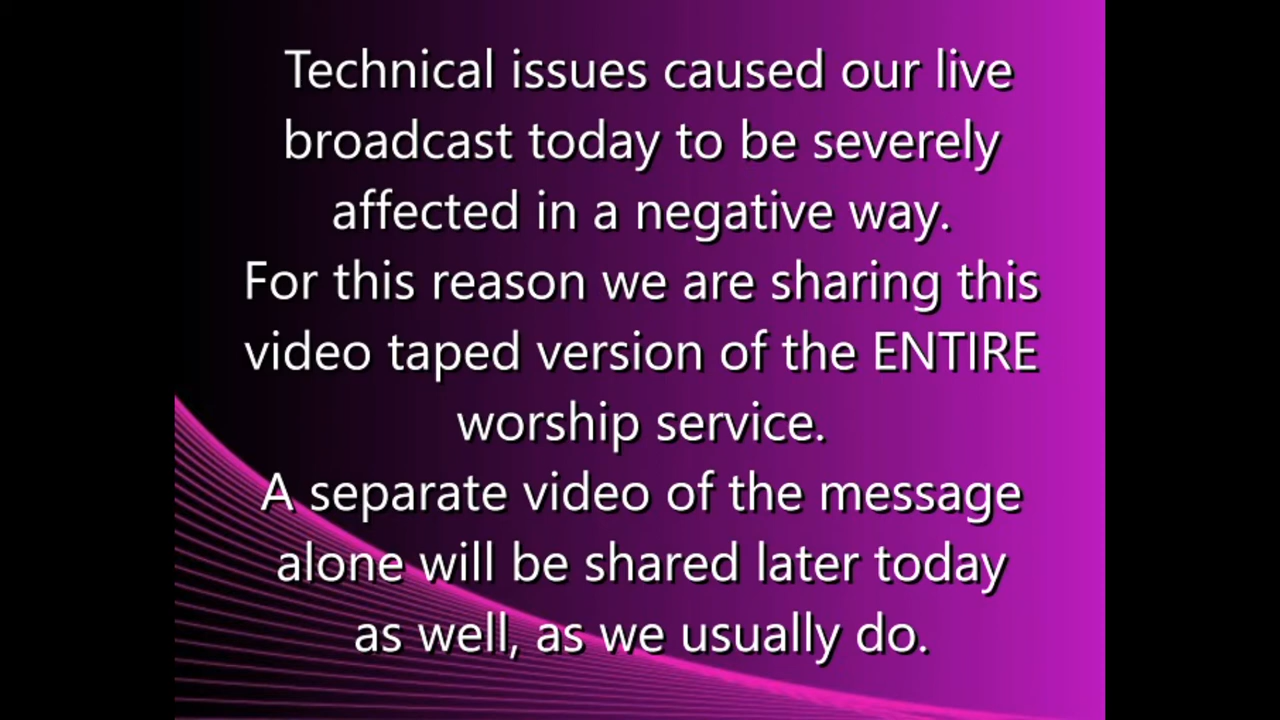 Technical issues caused our live
broadcast today to be severely
affected in a negative way.
For this reason we are sharing this
video taped version of the ENTIRE
worship service.
A separate video of the message
alone will be shared later today
as well, as we usually do.